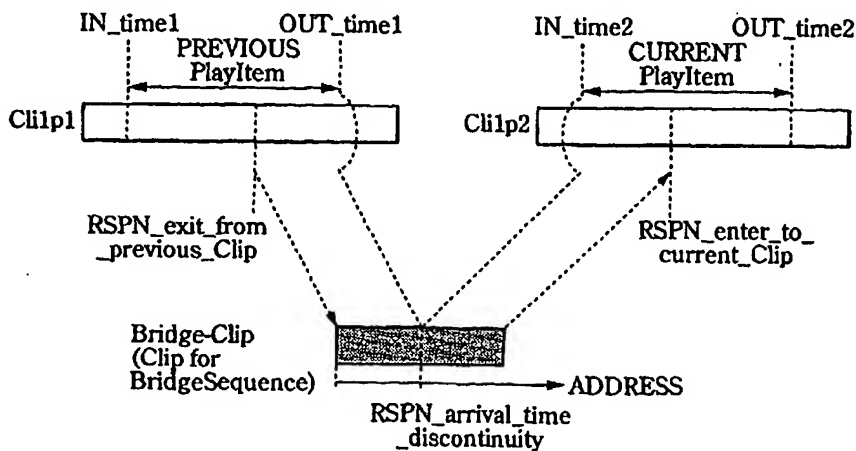 IN_time1
OUT_time1
PREVIOUS
PlayItem
Cli1p1
IN_time2
OUT_time2
CURRENT
PlayItem
Cli1p2
RSPN_exit_from
_previous_Clip
RSPN_enter_to_
current_Clip
Bridge-Clip
(Clip for
BridgeSequence)
ADDRESS
RSPN_arrival_time
_discontinuity